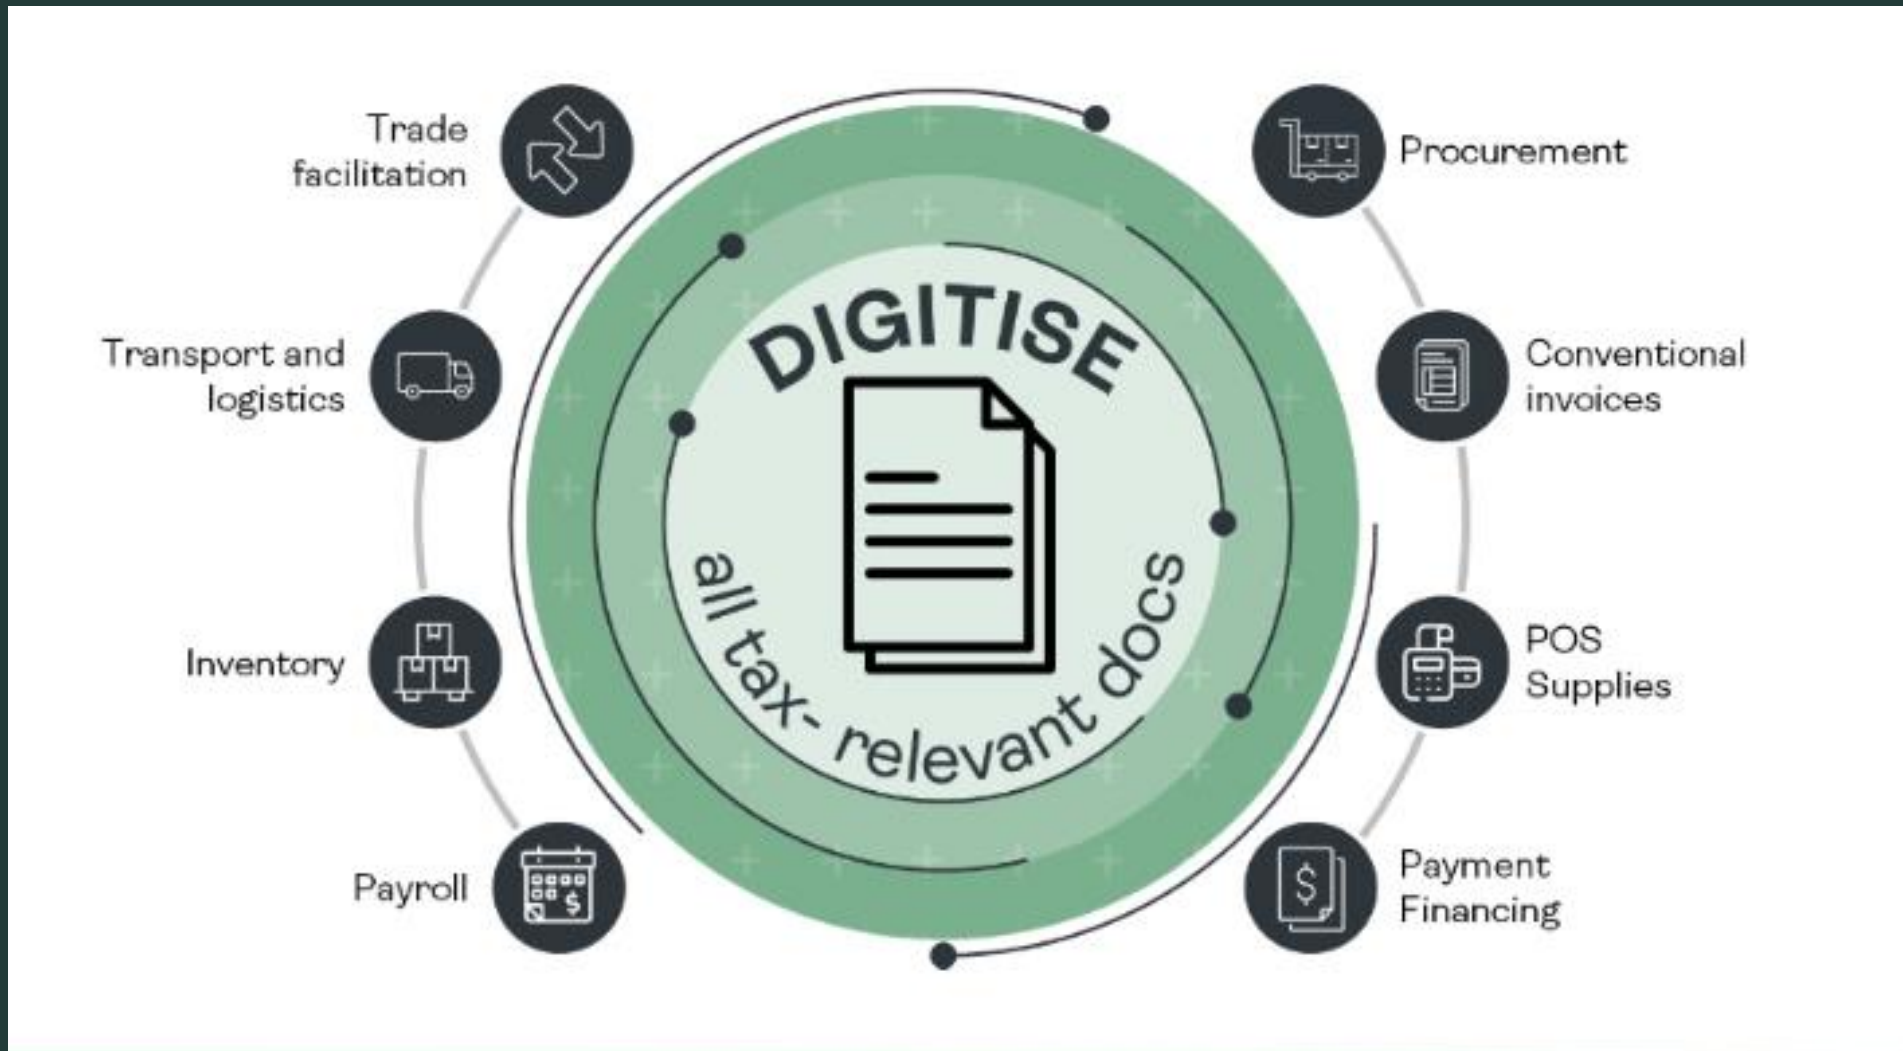 DIGITISE
all tax- relevant docs
Trade
facilitation
Transport and
logistics
Inventory
Payroll
Procurement
Conventional
invoices
POS
Supplies
Payment
Financing